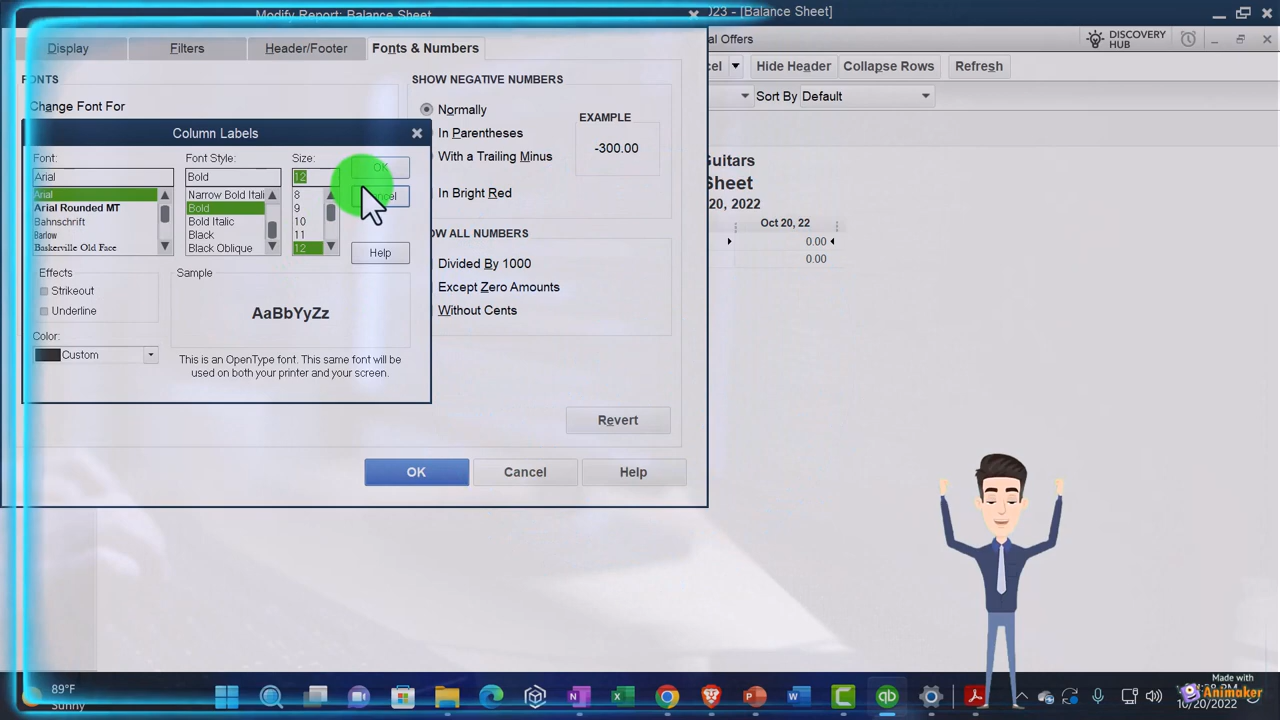 Modify Report: Balance Sheet
023 - [Balance Sheet]
Display
Filters
Header/Footer
Fonts & Numbers
al Offers
DISCOVERY
HUB
Hide Header
Collapse Rows
Refresh
Sort By Default
FONTS
Change Font For
SHOW NEGATIVE NUMBERS
Normally
In Parentheses
With a Trailing Minus
In Bright Red
EXAMPLE
-300.00
Column Labels
Font:
Font Style:
Size:
Arial
Bold
12
OK
Arial
Arial Rounded MT
Bahnschrift
Barlow
Baskerville Old Face
Narrow Bold Itali
Bold
Bold Italic
Black
Black Oblique
8
9
10
11
12
Cancel
Help
Effects
Strikeout
Underline
Color:
Custom
Sample
AaBbYyZz
This is an OpenType font. This same font will be
used on both your printer and your screen.
Divided By 1000
Except Zero Amounts
Without Cents
OW ALL NUMBERS
Revert
OK
Cancel
Help
Guitars
Sheet
20, 2022
Oct 20, 22
0.00
0.00
89°F
Sunny
10/20/2022
Made with
Animaker